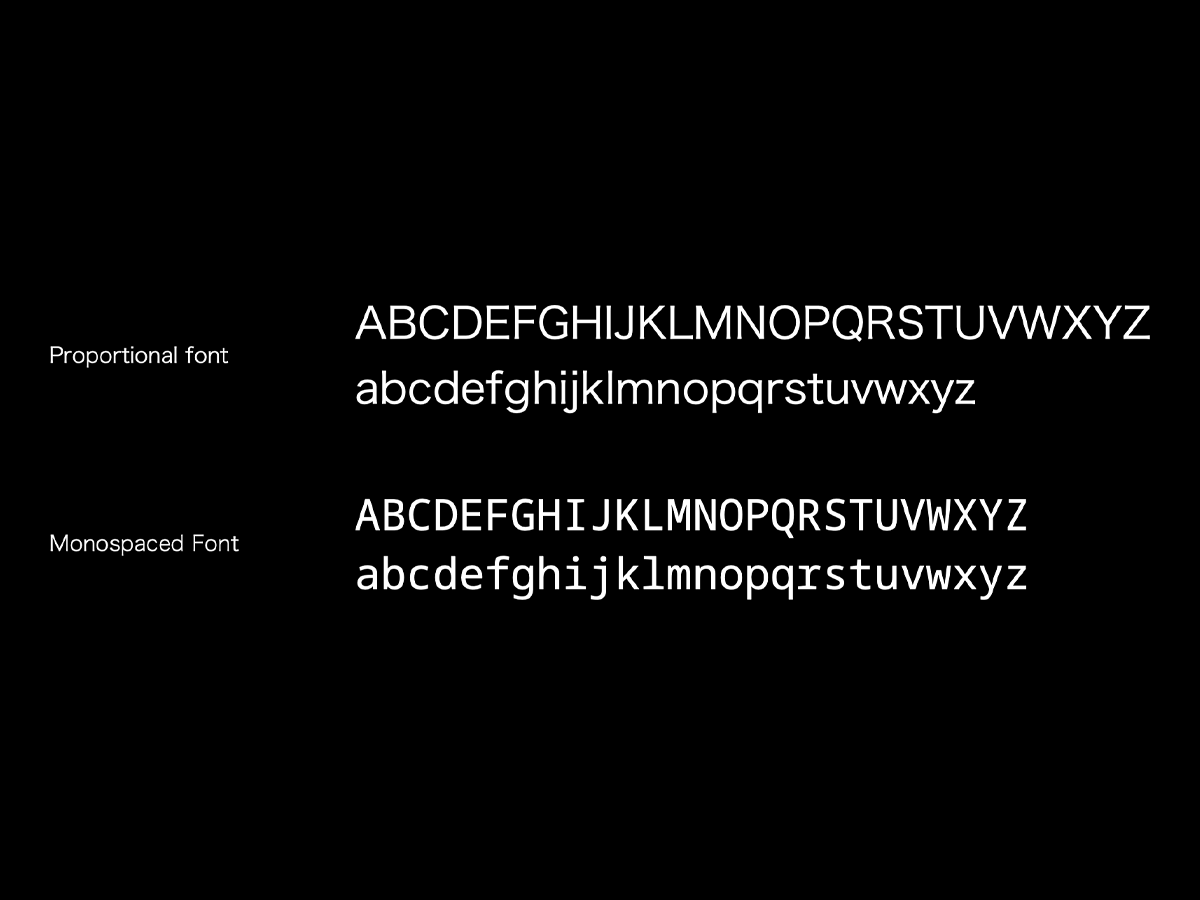 Proportional font
ABCDEFGHIJKLMNOPQRSTUVWXYZ
abcdefghijklmnopqrstuvwxyz
Monospaced Font
ABCDEFGHIJKLMNOPQRSTUVWXYZ
abcdefghijklmnopqrstuvwxyz